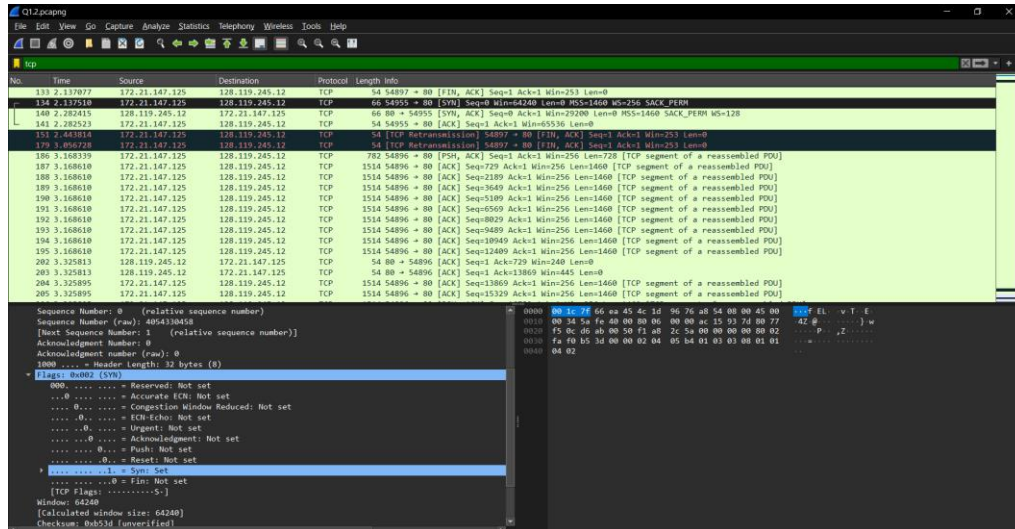 Q1.2.pcapng
File Edit View Go Capture Analyze Statistics Telephony Wireless Tools Help
tcp
No. Time Source Destination Protocol Length Info
133 2.137077 172.21.147.125 128.119.245.12 TCP 54 54897 → 80 [FIN, ACK] Seq=1 Ack=1 Win=253 Len=0
134 2.137510 172.21.147.125 128.119.245.12 TCP 66 54955 → 80 [SYN] Seq=0 Win=64240 Len=0 MSS=1460 WS=256 SACK_PERM
140 2.282415 128.119.245.12 172.21.147.125 TCP 66 80 → 54955 [SYN, ACK] Seq=0 Ack=1 Win=29200 Len=0 MSS=1460 SACK_PERM WS=128
141 2.282523 172.21.147.125 128.119.245.12 TCP 54 54955 → 80 [ACK] Seq=1 Ack=1 Win=65536 Len=0
151 2.443814 172.21.147.125 128.119.245.12 TCP 54 [TCP Retransmission] 54897 → 80 [FIN, ACK] Seq=1 Ack=1 Win=253 Len=0
179 3.056728 172.21.147.125 128.119.245.12 TCP 54 [TCP Retransmission] 54897 → 80 [FIN, ACK] Seq=1 Ack=1 Win=253 Len=0
186 3.168339 172.21.147.125 128.119.245.12 TCP 782 54896 → 80 [PSH, ACK] Seq=1 Ack=1 Win=256 Len=728 [TCP segment of a reassembled PDU]
187 3.168610 172.21.147.125 128.119.245.12 TCP 1514 54896 → 80 [ACK] Seq=729 Ack=1 Win=256 Len=1460 [TCP segment of a reassembled PDU]
188 3.168610 172.21.147.125 128.119.245.12 TCP 1514 54896 → 80 [ACK] Seq=2189 Ack=1 Win=256 Len=1460 [TCP segment of a reassembled PDU]
189 3.168610 172.21.147.125 128.119.245.12 TCP 1514 54896 → 80 [ACK] Seq=3649 Ack=1 Win=256 Len=1460 [TCP segment of a reassembled PDU]
190 3.168610 172.21.147.125 128.119.245.12 TCP 1514 54896 → 80 [ACK] Seq=5109 Ack=1 Win=256 Len=1460 [TCP segment of a reassembled PDU]
191 3.168610 172.21.147.125 128.119.245.12 TCP 1514 54896 → 80 [ACK] Seq=6569 Ack=1 Win=256 Len=1460 [TCP segment of a reassembled PDU]
192 3.168610 172.21.147.125 128.119.245.12 TCP 1514 54896 → 80 [ACK] Seq=8029 Ack=1 Win=256 Len=1460 [TCP segment of a reassembled PDU]
193 3.168610 172.21.147.125 128.119.245.12 TCP 1514 54896 → 80 [ACK] Seq=9489 Ack=1 Win=256 Len=1460 [TCP segment of a reassembled PDU]
194 3.168610 172.21.147.125 128.119.245.12 TCP 1514 54896 → 80 [ACK] Seq=10949 Ack=1 Win=256 Len=1460 [TCP segment of a reassembled PDU]
195 3.168610 172.21.147.125 128.119.245.12 TCP 1514 54896 → 80 [ACK] Seq=12409 Ack=1 Win=256 Len=1460 [TCP segment of a reassembled PDU]
202 3.325813 128.119.245.12 172.21.147.125 TCP 54 80 → 54896 [ACK] Seq=1 Ack=729 Win=240 Len=0
203 3.325813 128.119.245.12 172.21.147.125 TCP 54 80 → 54896 [ACK] Seq=1 Ack=13869 Win=445 Len=0
204 3.325895 172.21.147.125 128.119.245.12 TCP 1514 54896 → 80 [ACK] Seq=13869 Ack=1 Win=256 Len=1460 [TCP segment of a reassembled PDU]
205 3.325895 172.21.147.125 128.119.245.12 TCP 1514 54896 → 80 [ACK] Seq=15329 Ack=1 Win=256 Len=1460 [TCP segment of a reassembled PDU]
Sequence Number: 0 (relative sequence number)
Sequence Number (raw): 4054330458
[Next Sequence Number: 1 (relative sequence number)]
Acknowledgment Number: 0
Acknowledgment number (raw): 0
1000 .... = Header Length: 32 bytes (8)
Flags: 0x002 (SYN)
000. .... .... = Reserved: Not set
...0 .... .... = Accurate ECN: Not set
.... 0... .... = Congestion Window Reduced: Not set
.... .0.. .... = ECN-Echo: Not set
.... ..0. .... = Urgent: Not set
.... ...0 .... = Acknowledgment: Not set
.... .... 0... = Push: Not set
.... .... .0.. = Reset: Not set
.... .... ..1. = Syn: Set
.... .... ...0 = Fin: Not set
[TCP Flags: ··········S·]
Window: 64240
[Calculated window size: 64240]
Checksum: 0xb53d [unverified]
0000 00 1c 7f 66 ea 45 4c 1d 96 76 a8 54 08 00 45 00 ···f·EL· ·v·T··E·
0010 00 34 5a fe 40 00 80 06 00 00 ac 15 93 7d 80 77 ·4Z·@··· ·····}·w
0020 f5 0c d6 ab 00 50 f1 a8 2c 5a 00 00 00 00 80 02 ·····P·· ,Z······
0030 fa f0 b5 3d 00 00 02 04 05 b4 01 03 03 08 01 01 ···=···· ········
0040 04 02 ··